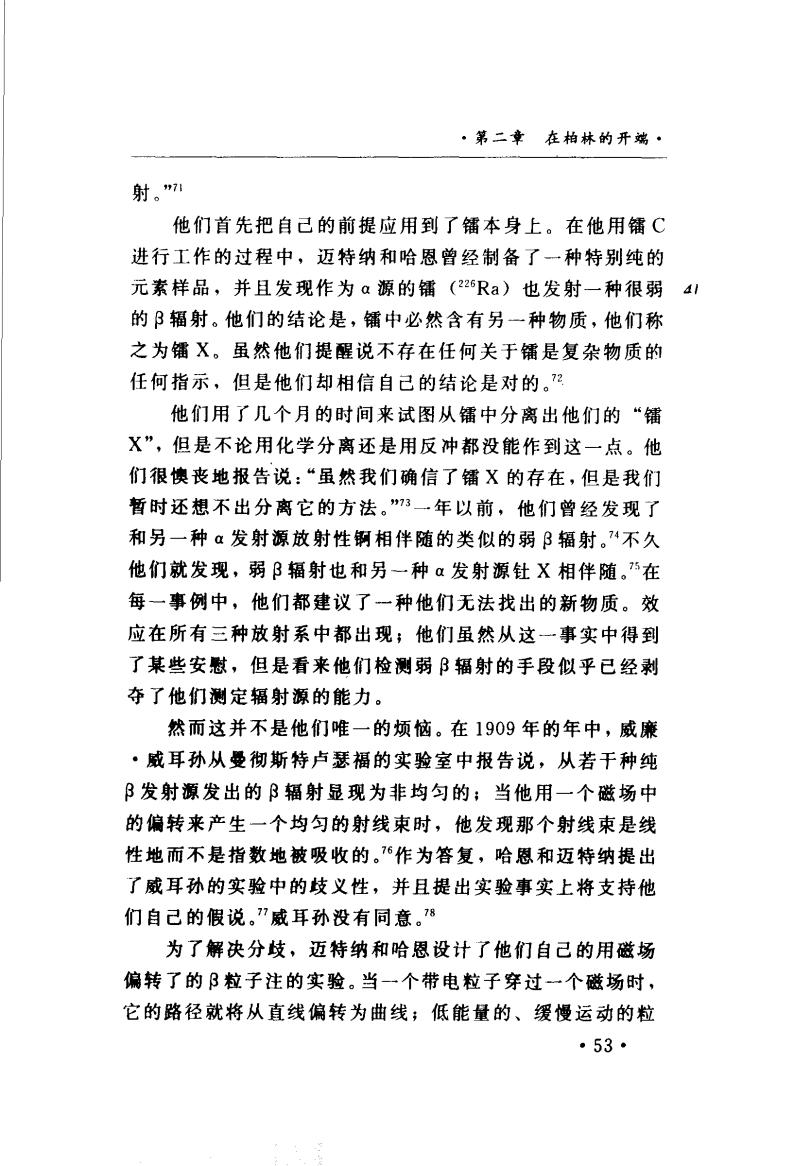 ·第二章 在柏林的开端·
射。”71
他们首先把自己的前提应用到了镭本身上。在他用镭 C
进行工作的过程中，迈特纳和哈恩曾经制备了一种特别纯的
元素样品，并且发现作为 α 源的镭（226Ra）也发射一种很弱
41
的 β 辐射。他们的结论是，镭中必然含有另一种物质，他们称
之为镭 X。虽然他们提醒说不存在任何关于镭是复杂物质的
任何指示，但是他们却相信自己的结论是对的。72
他们用了几个月的时间来试图从镭中分离出他们的“镭
X”，但是不论用化学分离还是用反冲都没能作到这一点。他
们很懊丧地报告说：“虽然我们确信了镭 X 的存在，但是我们
暂时还想不出分离它的方法。”73一年以前，他们曾经发现了
和另一种 α 发射源放射性锕相伴随的类似的弱 β 辐射。74不久
他们就发现，弱 β 辐射也和另一种 α 发射源钍 X 相伴随。75在
每一事例中，他们都建议了一种他们无法找出的新物质。效
应在所有三种放射系中都出现；他们虽然从这一事实中得到
了某些安慰，但是看来他们检测弱 β 辐射的手段似乎已经剥
夺了他们测定辐射源的能力。
然而这并不是他们唯一的烦恼。在 1909 年的年中，威廉
·威耳孙从曼彻斯特卢瑟福的实验室中报告说，从若干种纯
β 发射源发出的 β 辐射显现为非均匀的；当他用一个磁场中
的偏转来产生一个均匀的射线束时，他发现那个射线束是线
性地而不是指数地被吸收的。76作为答复，哈恩和迈特纳提出
了威耳孙的实验中的歧义性，并且提出实验事实上将支持他
们自己的假说。77威耳孙没有同意。78
为了解决分歧，迈特纳和哈恩设计了他们自己的用磁场
偏转了的 β 粒子注的实验。当一个带电粒子穿过一个磁场时，
它的路径就将从直线偏转为曲线；低能量的、缓慢运动的粒
·53·